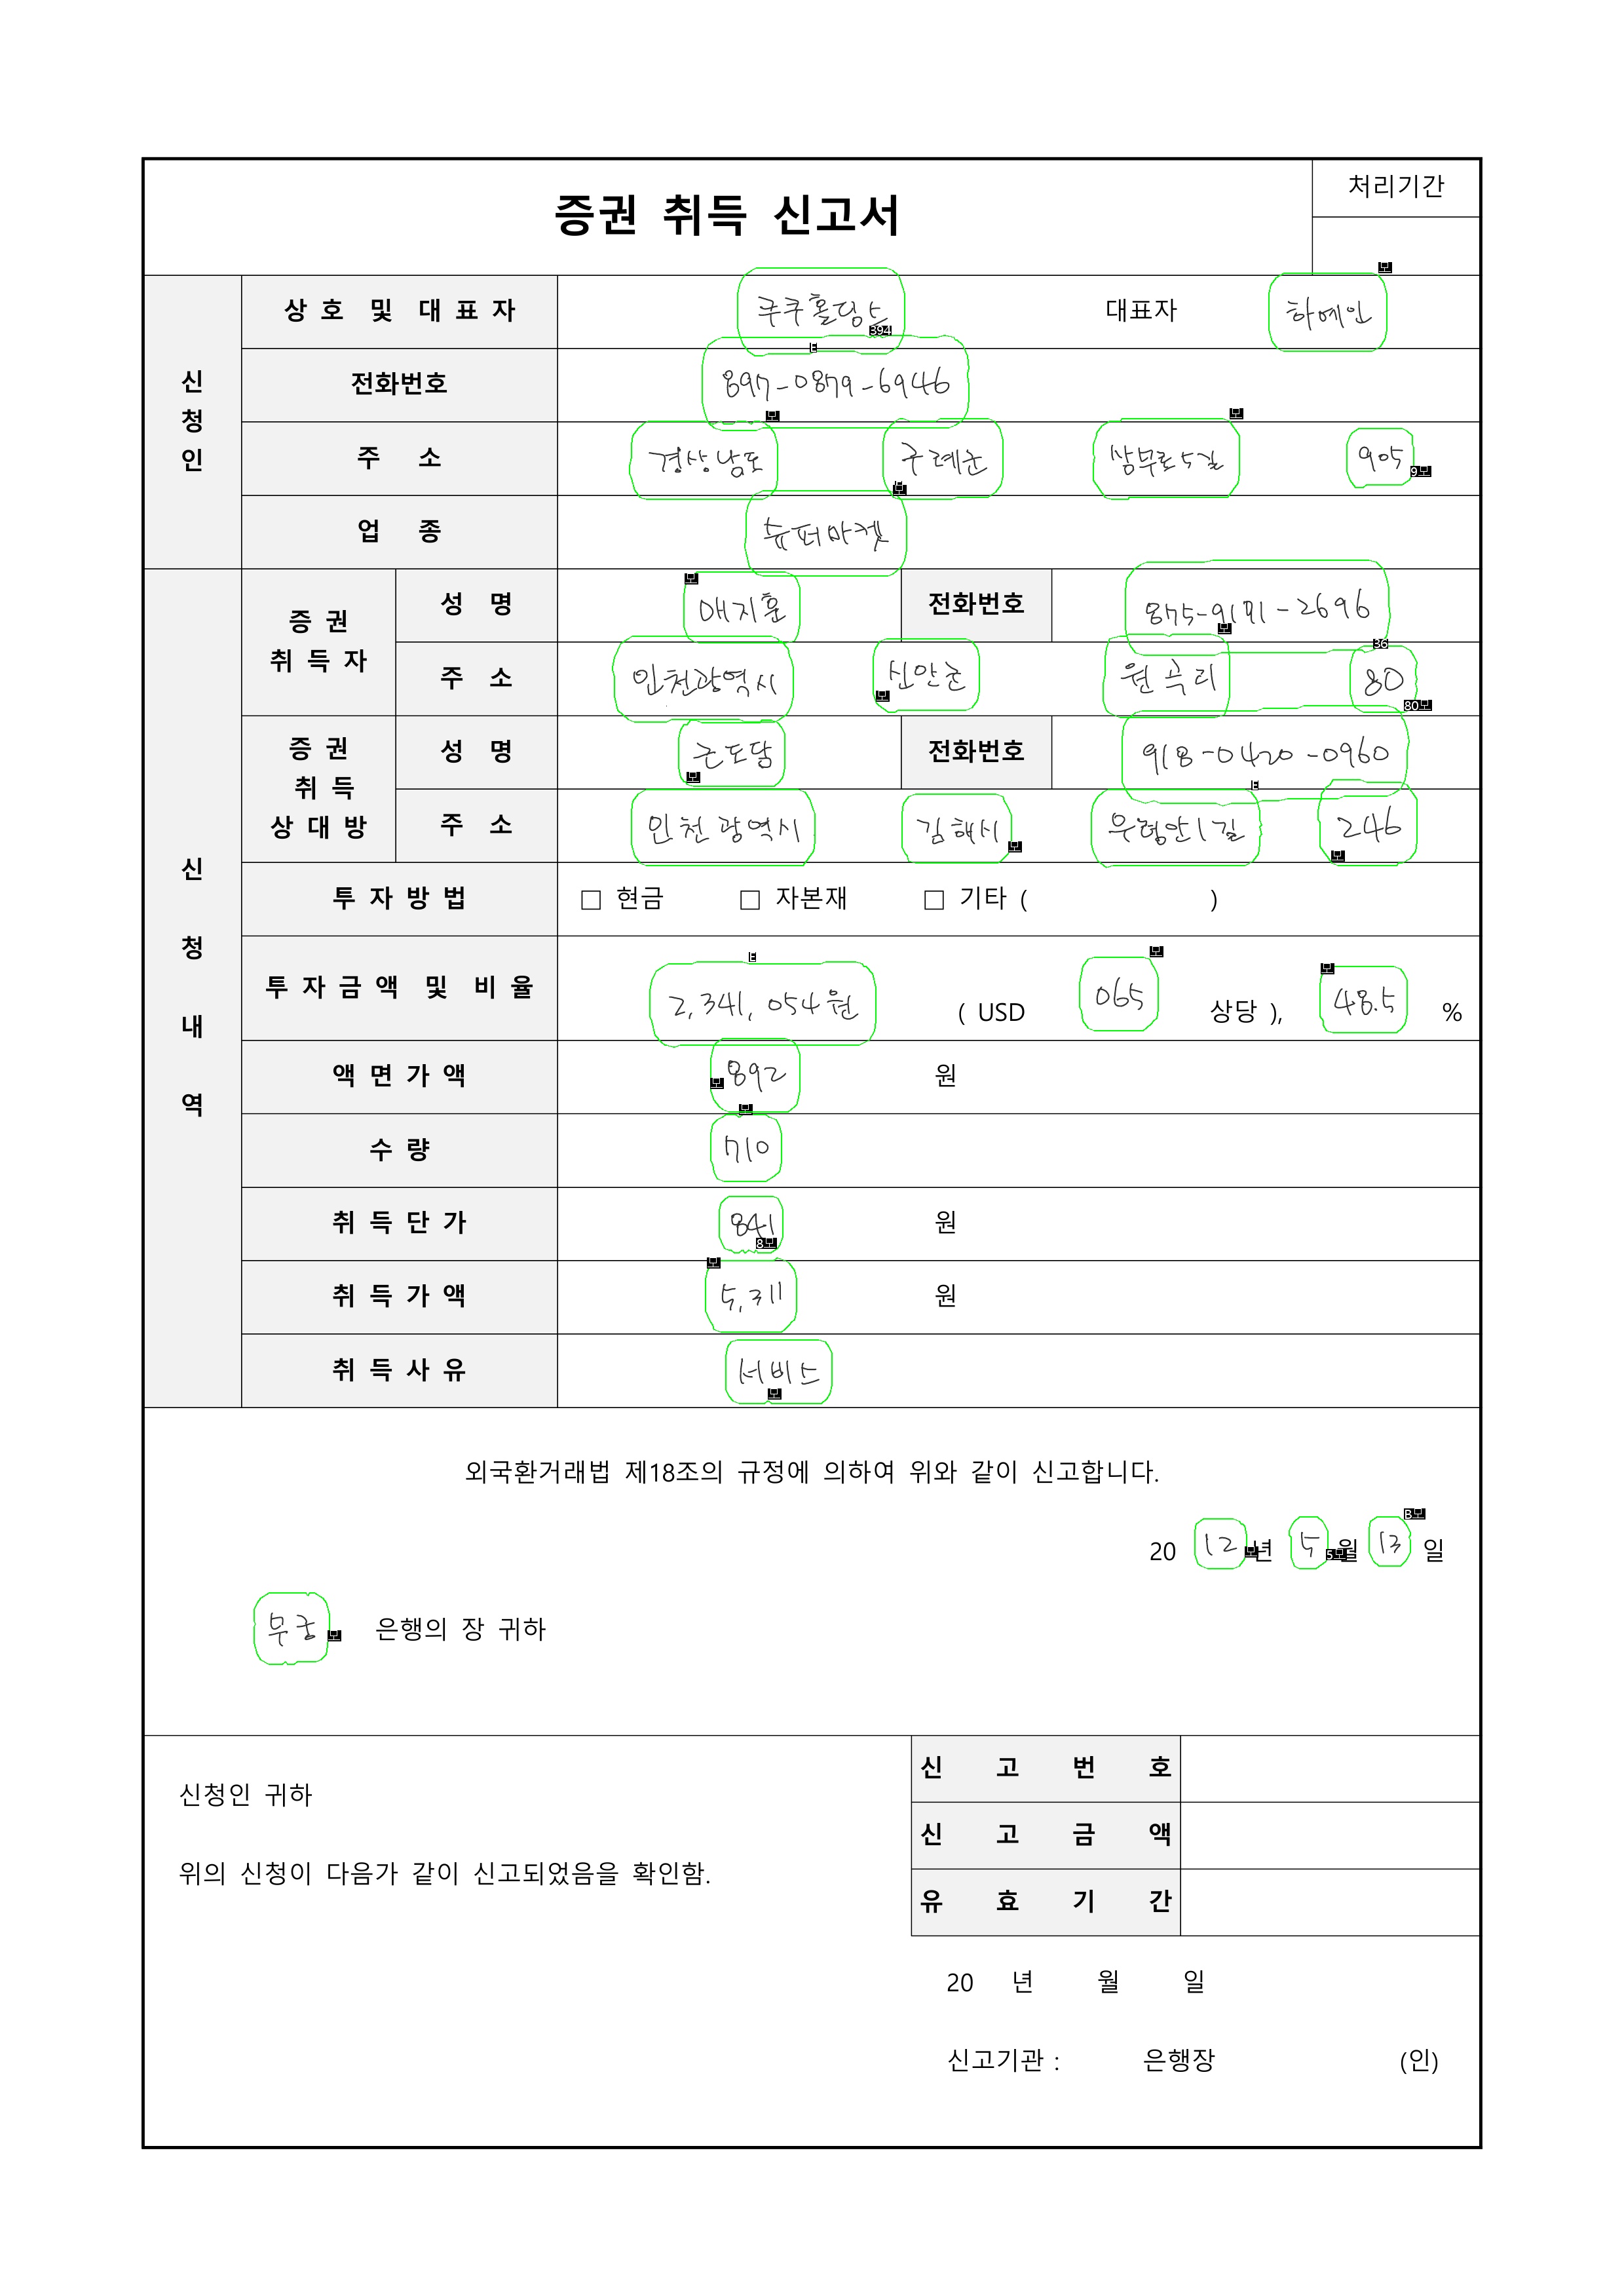 증권 취득 신고서
처리기간
신청인
상 호 및 대 표 자 쿠쿠홀딩스 대표자 하예인
전화번호 897-0879-6946
주 소 경상남도 구례군 상무로5길 905
업 종 슈퍼마켓
신청내역
증권 취득자 성 명 애지훈 전화번호 875-9191-2696
주 소 인천광역시 신안군 원곡리 80
증권 취득 상대방 성 명 근도담 전화번호 918-0420-0960
주 소 인천광역시 김해시 우렁안1길 246
투 자 방 법 □ 현금 □ 자본재 □ 기타 ( )
투 자 금 액 및 비 율 2,341,054원 ( USD 065 상당 ), 48.5 %
액 면 가 액 892 원
수 량 710
취 득 단 가 841 원
취 득 가 액 5,311 원
취 득 사 유 서비스
외국환거래법 제18조의 규정에 의하여 위와 같이 신고합니다.
20 12 년 5 월 13 일
무궁 은행의 장 귀하
신청인 귀하
위의 신청이 다음가 같이 신고되었음을 확인함.
신 고 번 호
신 고 금 액
유 효 기 간
20 년 월 일
신고기관 : 은행장 (인)